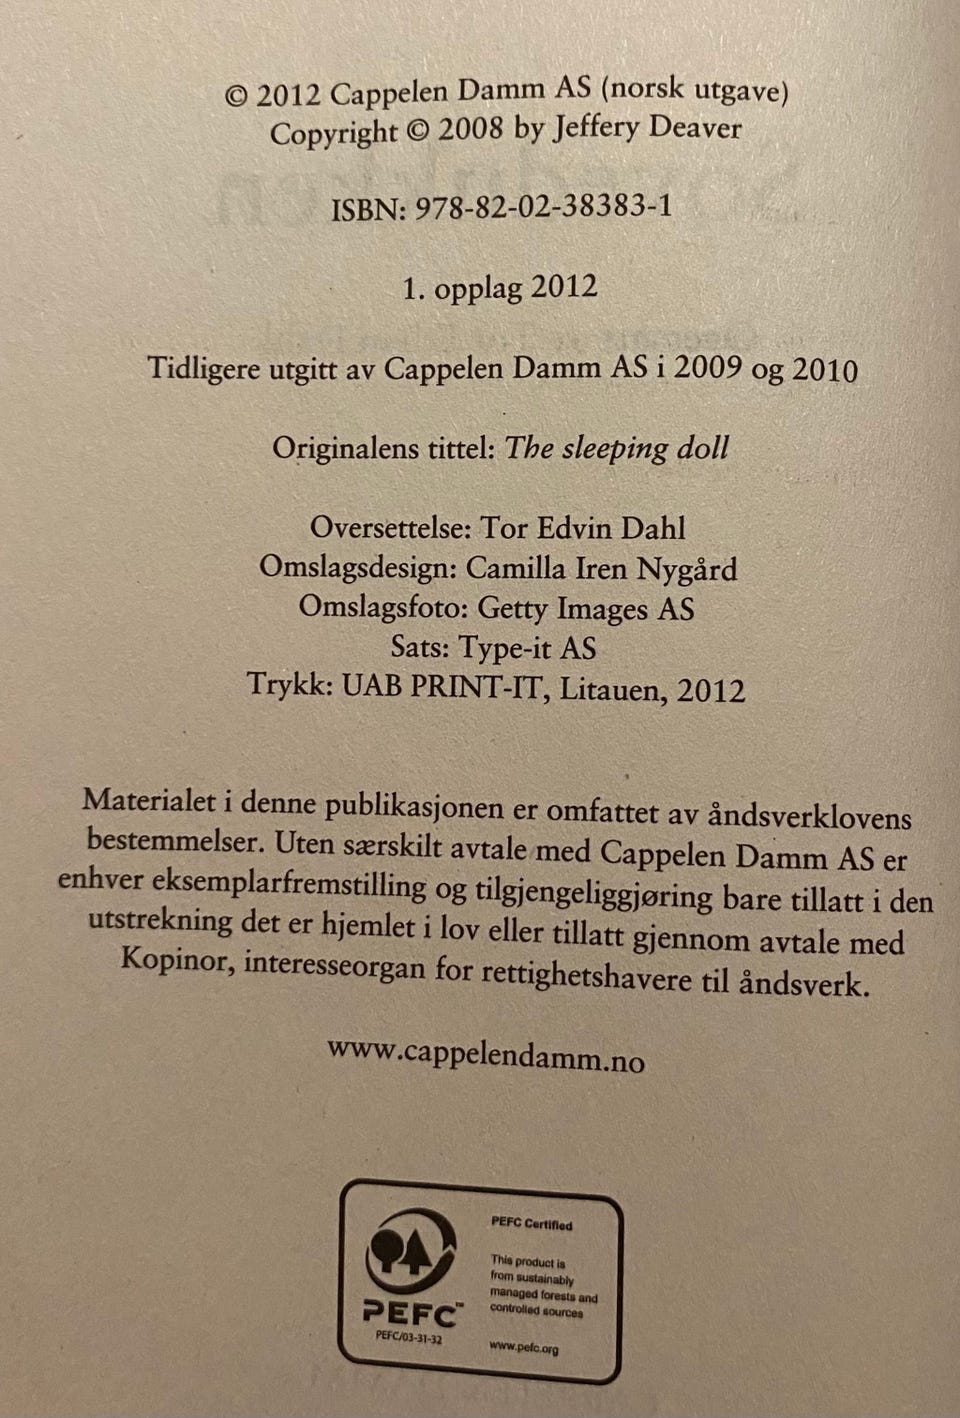 © 2012 Cappelen Damm AS (norsk utgave)
Copyright © 2008 by Jeffery Deaver
ISBN: 978-82-02-38383-1
1. opplag 2012
Tidligere utgitt av Cappelen Damm AS i 2009 og 2010
Originalens tittel: The sleeping doll
Oversettelse: Tor Edvin Dahl
Omslagsdesign: Camilla Iren Nygård
Omslagsfoto: Getty Images AS
Sats: Type-it AS
Trykk: UAB PRINT-IT, Litauen, 2012
Materialet i denne publikasjonen er omfattet av åndsverklovens
bestemmelser. Uten særskilt avtale med Cappelen Damm AS er
enhver eksemplarfremstilling og tilgjengeliggjøring bare tillatt i den
utstrekning det er hjemlet i lov eller tillatt gjennom avtale med
Kopinor, interesseorgan for rettighetshavere til åndsverk.
www.cappelendamm.no
PEFC™
PEFC/03-31-32
PEFC Certified
This product is
from sustainably
managed forests and
controlled sources
www.pefc.org